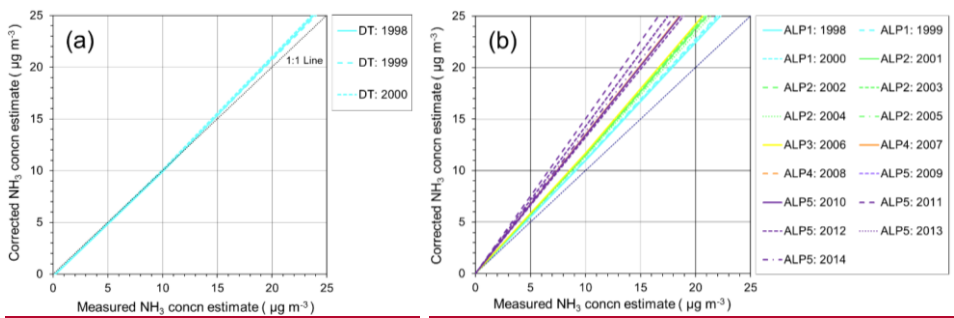 (a)
Corrected NH3 concn estimate ( µg m-3)
25
20
15
10
5
0
1:1 Line
0 5 10 15 20 25
Measured NH3 concn estimate ( µg m-3)
DT: 1998
DT: 1999
DT: 2000
(b)
Corrected NH3 concn estimate ( µg m-3)
25
20
15
10
5
0
0 5 10 15 20 25
Measured NH3 concn estimate ( µg m-3)
ALP1: 1998 ALP1: 1999
ALP1: 2000 ALP2: 2001
ALP2: 2002 ALP2: 2003
ALP2: 2004 ALP2: 2005
ALP3: 2006 ALP4: 2007
ALP4: 2008 ALP5: 2009
ALP5: 2010 ALP5: 2011
ALP5: 2012 ALP5: 2013
ALP5: 2014